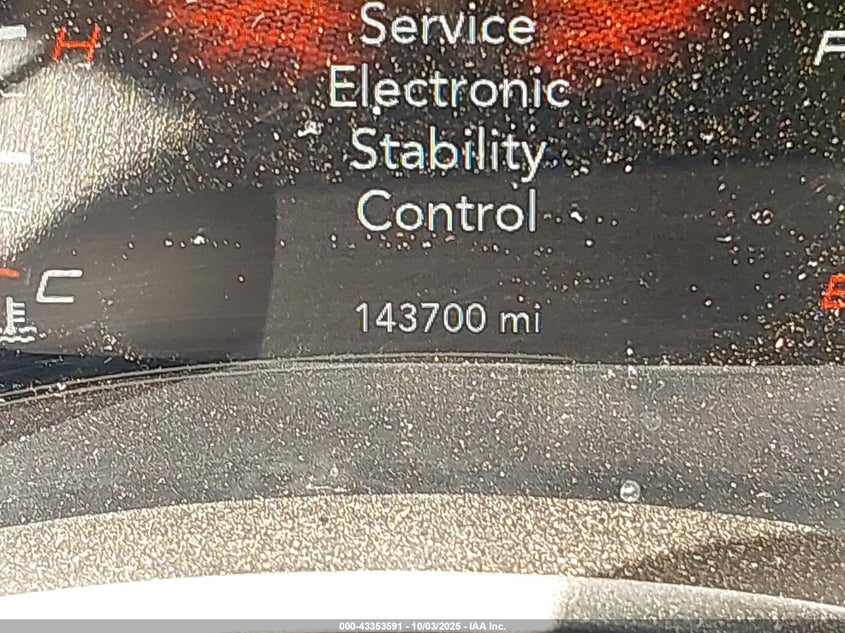 Service
H
F
Electronic
Stability
Control
C
E
143700 mi
000-43353591 - 10/03/2025 - IAA Inc.